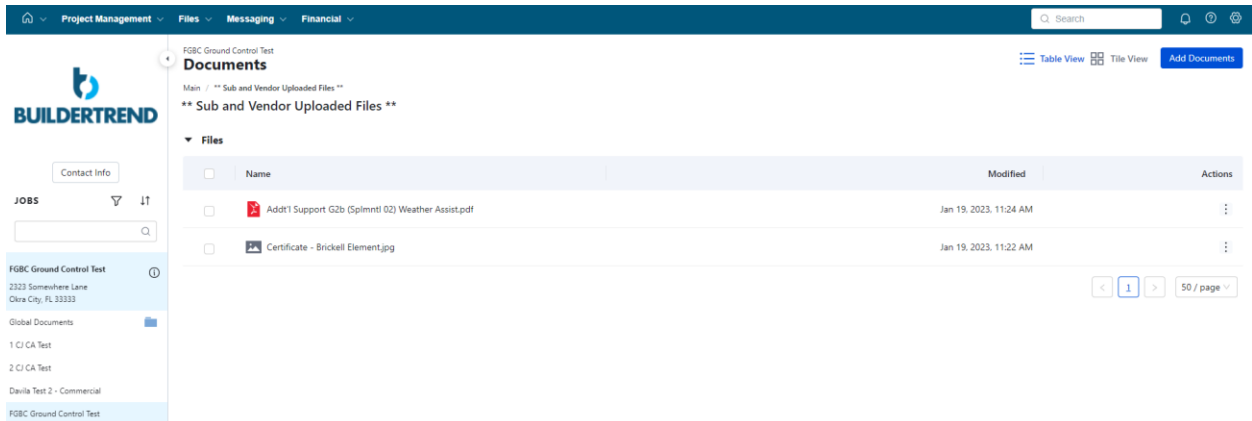 Project Management Files Messaging Financial Search
FGBC Ground Control Test
Documents
Table View Tile View Add Documents
Main / ** Sub and Vendor Uploaded Files **
** Sub and Vendor Uploaded Files **
BUILDERTREND
Files
Contact Info
Name Modified Actions
JOBS
Addt'l Support G2b (Splmntl 02) Weather Assist.pdf Jan 19, 2023, 11:24 AM
Certificate - Brickell Element.jpg Jan 19, 2023, 11:22 AM
FGBC Ground Control Test
2323 Somewhere Lane
Okra City, FL 33333
< 1 > 50 / page
Global Documents
1 CJ CA Test
2 CJ CA Test
Davila Test 2 - Commercial
FGBC Ground Control Test